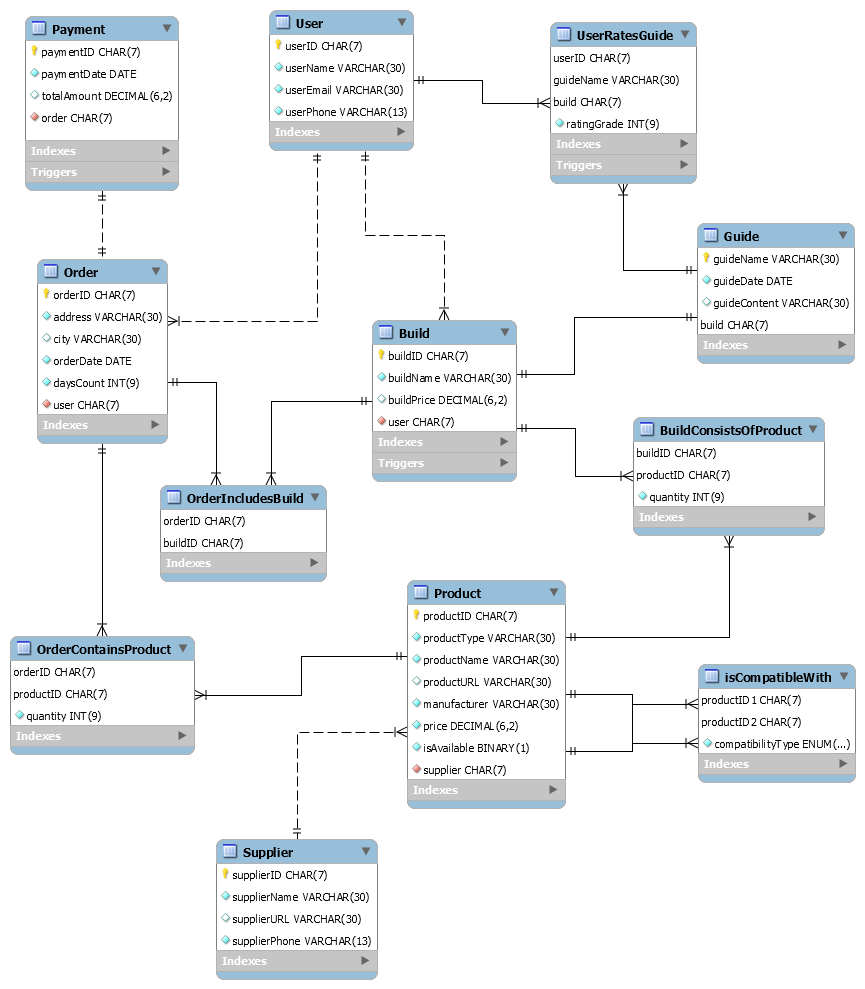 Payment
paymentID CHAR(7)
paymentDate DATE
totalAmount DECIMAL(6,2)
order CHAR(7)
Indexes
Triggers
User
userID CHAR(7)
userName VARCHAR(30)
userEmail VARCHAR(30)
userPhone VARCHAR(13)
Indexes
UserRatesGuide
userID CHAR(7)
guideName VARCHAR(30)
build CHAR(7)
ratingGrade INT(9)
Indexes
Triggers
Guide
guideName VARCHAR(30)
guideDate DATE
guideContent VARCHAR(30)
build CHAR(7)
Indexes
Order
orderID CHAR(7)
address VARCHAR(30)
city VARCHAR(30)
orderDate DATE
daysCount INT(9)
user CHAR(7)
Indexes
Build
buildID CHAR(7)
buildName VARCHAR(30)
buildPrice DECIMAL(6,2)
user CHAR(7)
Indexes
Triggers
BuildConsistsOfProduct
buildID CHAR(7)
productID CHAR(7)
quantity INT(9)
Indexes
OrderIncludesBuild
orderID CHAR(7)
buildID CHAR(7)
Indexes
Product
productID CHAR(7)
productType VARCHAR(30)
productName VARCHAR(30)
productURL VARCHAR(30)
manufacturer VARCHAR(30)
price DECIMAL(6,2)
isAvailable BINARY(1)
supplier CHAR(7)
Indexes
OrderContainsProduct
orderID CHAR(7)
productID CHAR(7)
quantity INT(9)
Indexes
isCompatibleWith
productID1 CHAR(7)
productID2 CHAR(7)
compatibilityType ENUM(...)
Indexes
Supplier
supplierID CHAR(7)
supplierName VARCHAR(30)
supplierURL VARCHAR(30)
supplierPhone VARCHAR(13)
Indexes